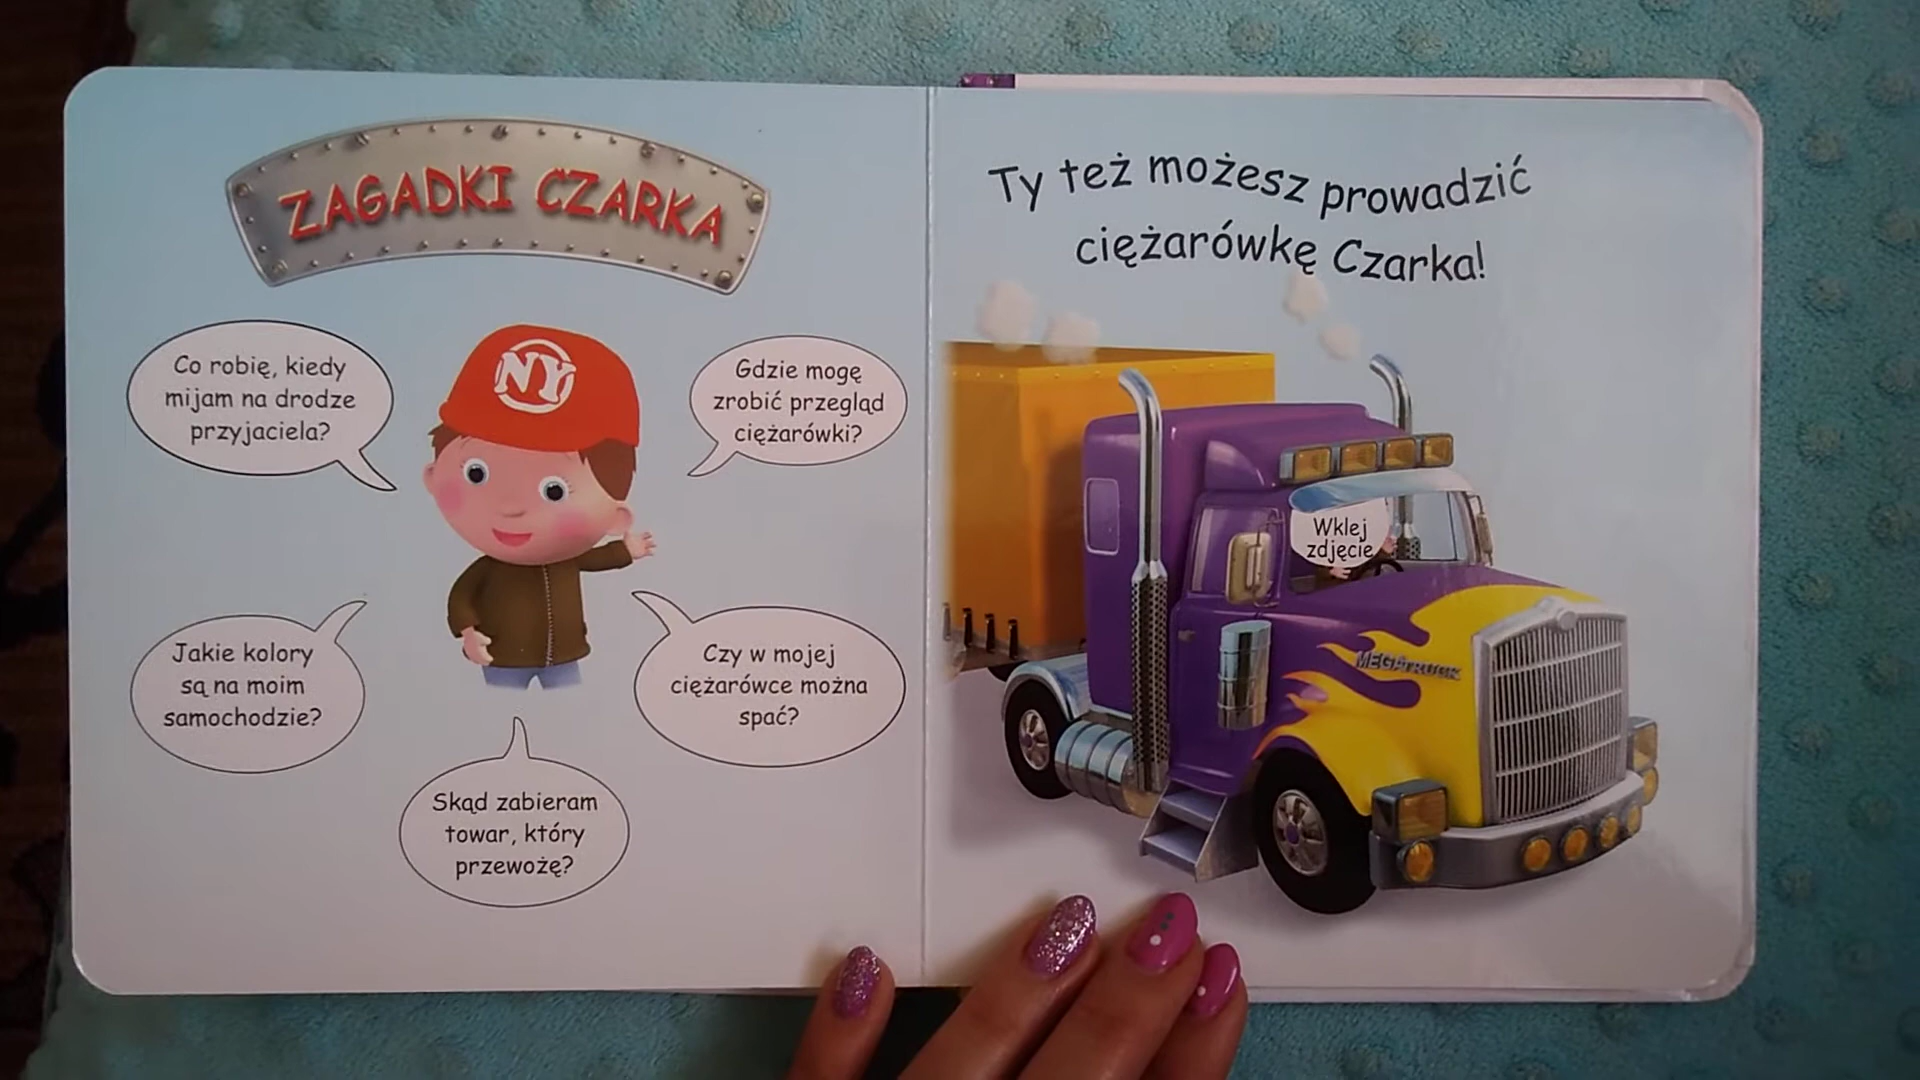 ZAGADKI CZARKA
NY
Co robię, kiedy
mijam na drodze
przyjaciela?
Gdzie mogę
zrobić przegląd
ciężarówki?
Jakie kolory
są na moim
samochodzie?
Czy w mojej
ciężarówce można
spać?
Skąd zabieram
towar, który
przewożę?
Ty też możesz prowadzić
ciężarówkę Czarka!
Wklej
zdjęcie
MEGATRUCK